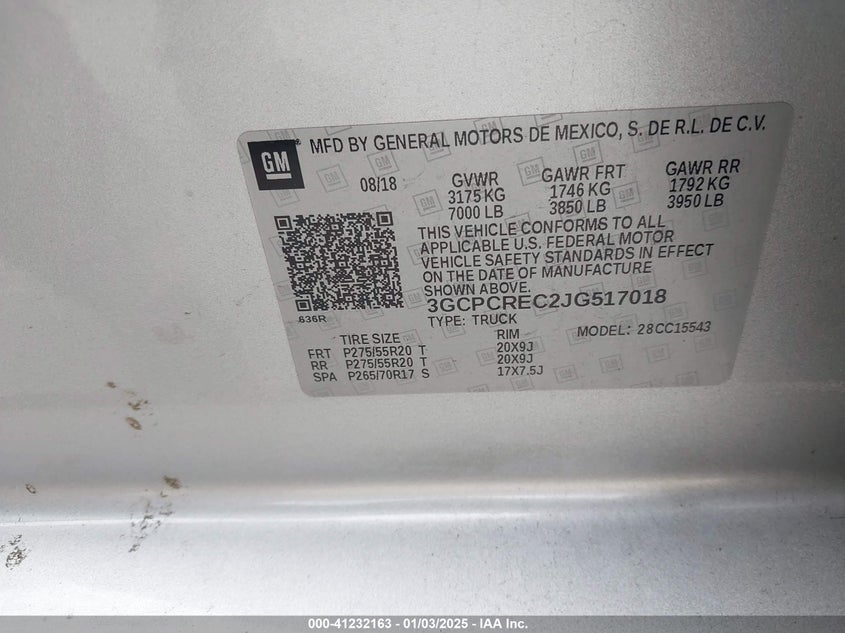 GM
MFD BY GENERAL MOTORS DE MEXICO, S. DE R.L. DE C.V.
08/18 GVWR GAWR FRT GAWR RR
3175 KG 1746 KG 1792 KG
7000 LB 3850 LB 3950 LB
THIS VEHICLE CONFORMS TO ALL
APPLICABLE U.S. FEDERAL MOTOR
VEHICLE SAFETY STANDARDS IN EFFECT
ON THE DATE OF MANUFACTURE
SHOWN ABOVE.
3GCPCREC2JG517018
636R
TYPE: TRUCK MODEL: 28CC15543
TIRE SIZE RIM
FRT P275/55R20 T 20X9J
RR P275/55R20 T 20X9J
SPA P265/70R17 S 17X7.5J
000-41232163 - 01/03/2025 - IAA Inc.